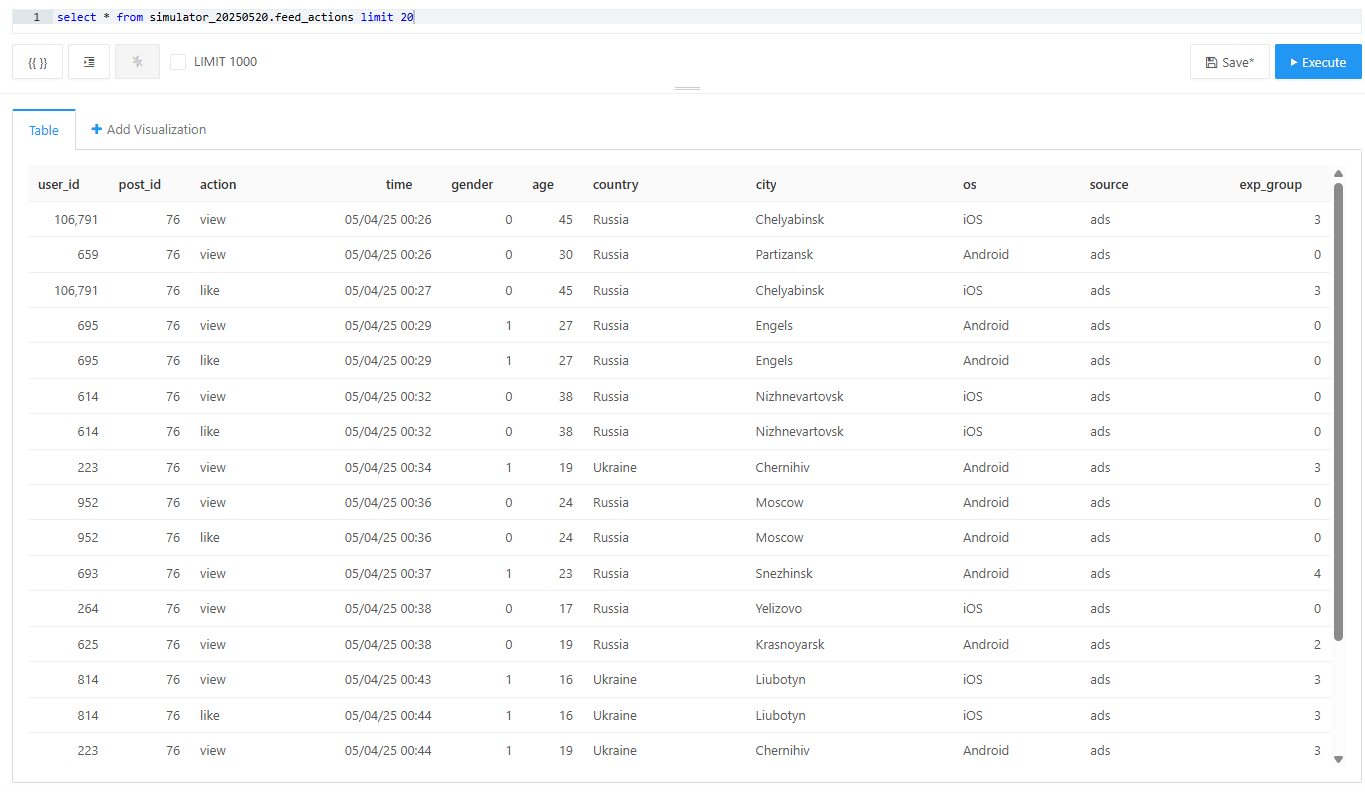 1 select * from simulator_20250520.feed_actions limit 20
{{ }} LIMIT 1000 Save* Execute
Table + Add Visualization
user_id post_id action time gender age country city os source exp_group
106,791 76 view 05/04/25 00:26 0 45 Russia Chelyabinsk iOS ads 3
659 76 view 05/04/25 00:26 0 30 Russia Partizansk Android ads 0
106,791 76 like 05/04/25 00:27 0 45 Russia Chelyabinsk iOS ads 3
695 76 view 05/04/25 00:29 1 27 Russia Engels Android ads 0
695 76 like 05/04/25 00:29 1 27 Russia Engels Android ads 0
614 76 view 05/04/25 00:32 0 38 Russia Nizhnevartovsk iOS ads 0
614 76 like 05/04/25 00:32 0 38 Russia Nizhnevartovsk iOS ads 0
223 76 view 05/04/25 00:34 1 19 Ukraine Chernihiv Android ads 3
952 76 view 05/04/25 00:36 0 24 Russia Moscow Android ads 0
952 76 like 05/04/25 00:36 0 24 Russia Moscow Android ads 0
693 76 view 05/04/25 00:37 1 23 Russia Snezhinsk Android ads 4
264 76 view 05/04/25 00:38 0 17 Russia Yelizovo iOS ads 0
625 76 view 05/04/25 00:38 0 19 Russia Krasnoyarsk Android ads 2
814 76 view 05/04/25 00:43 1 16 Ukraine Liubotyn iOS ads 3
814 76 like 05/04/25 00:44 1 16 Ukraine Liubotyn iOS ads 3
223 76 view 05/04/25 00:44 1 19 Ukraine Chernihiv Android ads 3